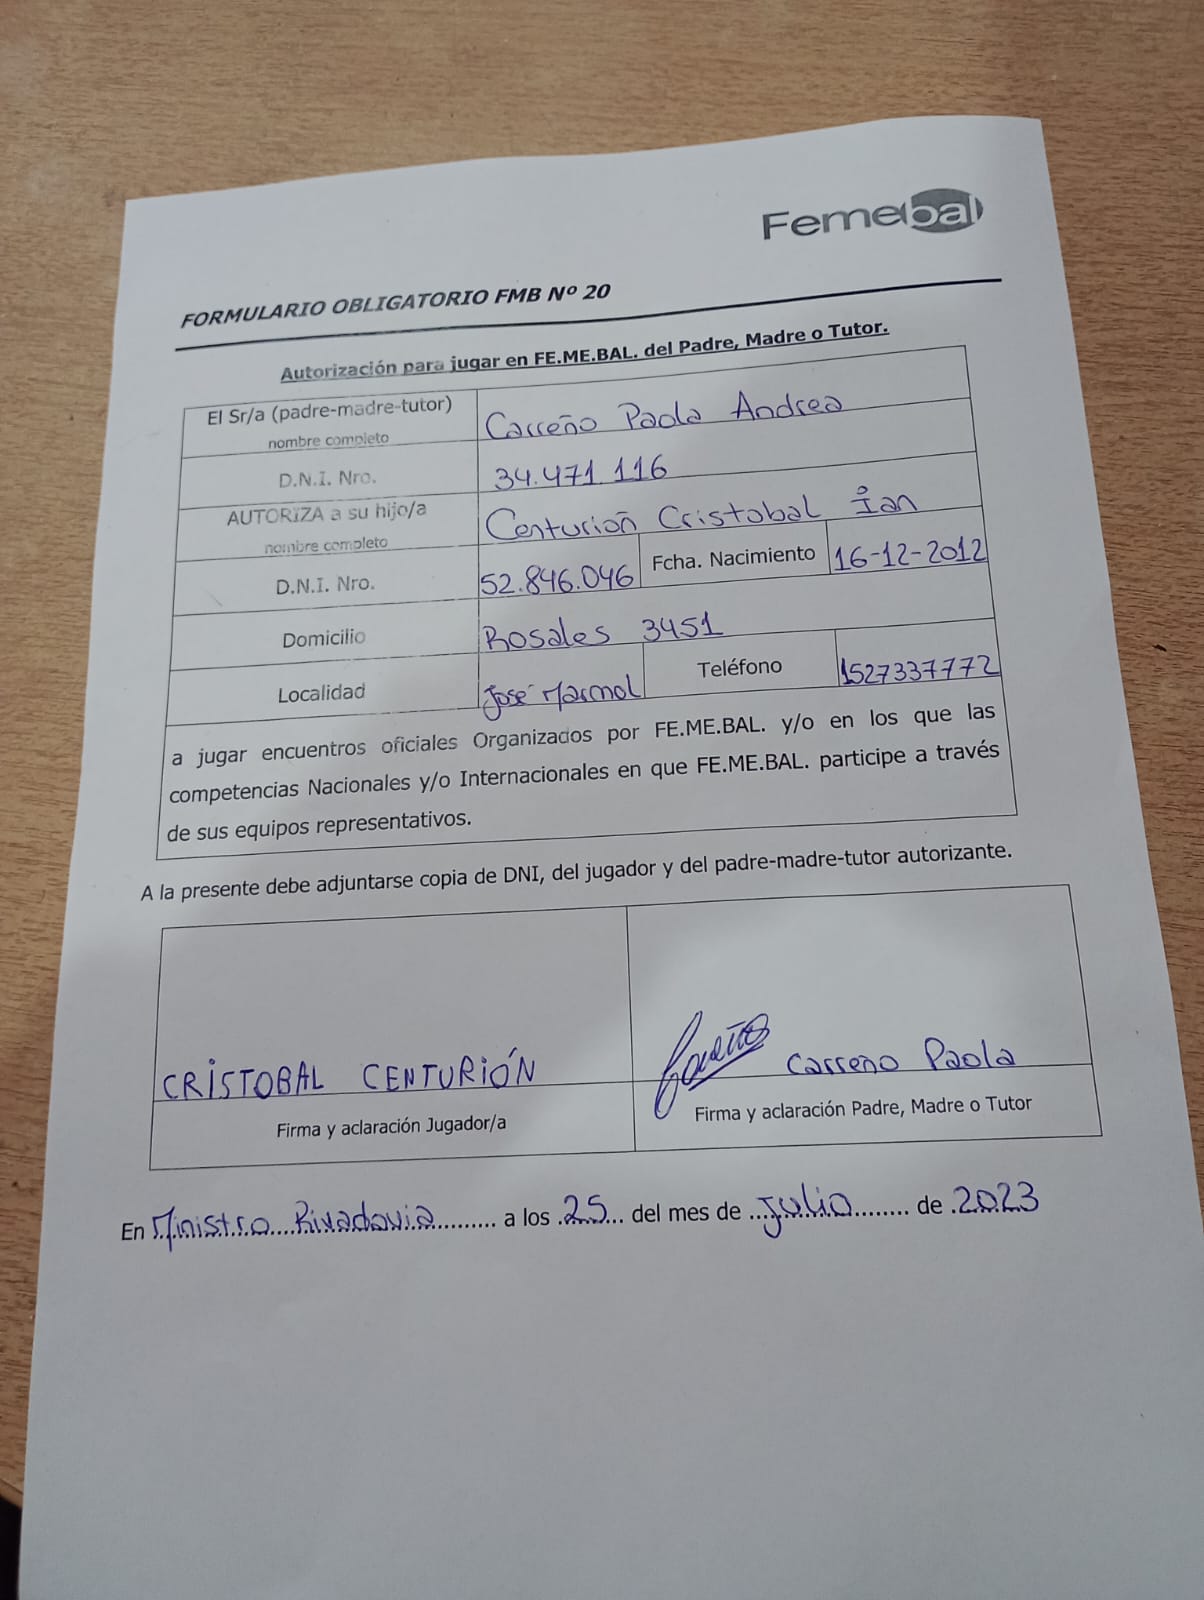 Femebal
FORMULARIO OBLIGATORIO FMB Nº 20
Autorización para jugar en FE.ME.BAL. del Padre, Madre o Tutor.
El Sr/a (padre-madre-tutor)
nombre completo
Carreño Paola Andrea
D.N.I. Nro.
34.471.116
AUTORIZA a su hijo/a
nombre completo
Centurioñ Cristobal Ian
D.N.I. Nro.
52.846.046
Fcha. Nacimiento
16-12-2012
Domicilio
Rosales 3451
Localidad
José Marmol
Teléfono
1527337772
a jugar encuentros oficiales Organizados por FE.ME.BAL. y/o en los que las
competencias Nacionales y/o Internacionales en que FE.ME.BAL. participe a través
de sus equipos representativos.
A la presente debe adjuntarse copia de DNI, del jugador y del padre-madre-tutor autorizante.
CRISTOBAL CENTURIÓN
Firma y aclaración Jugador/a
Carreño Carreño Paola
Firma y aclaración Padre, Madre o Tutor
En Ministro Rivadavia a los 25 del mes de julio de 2023